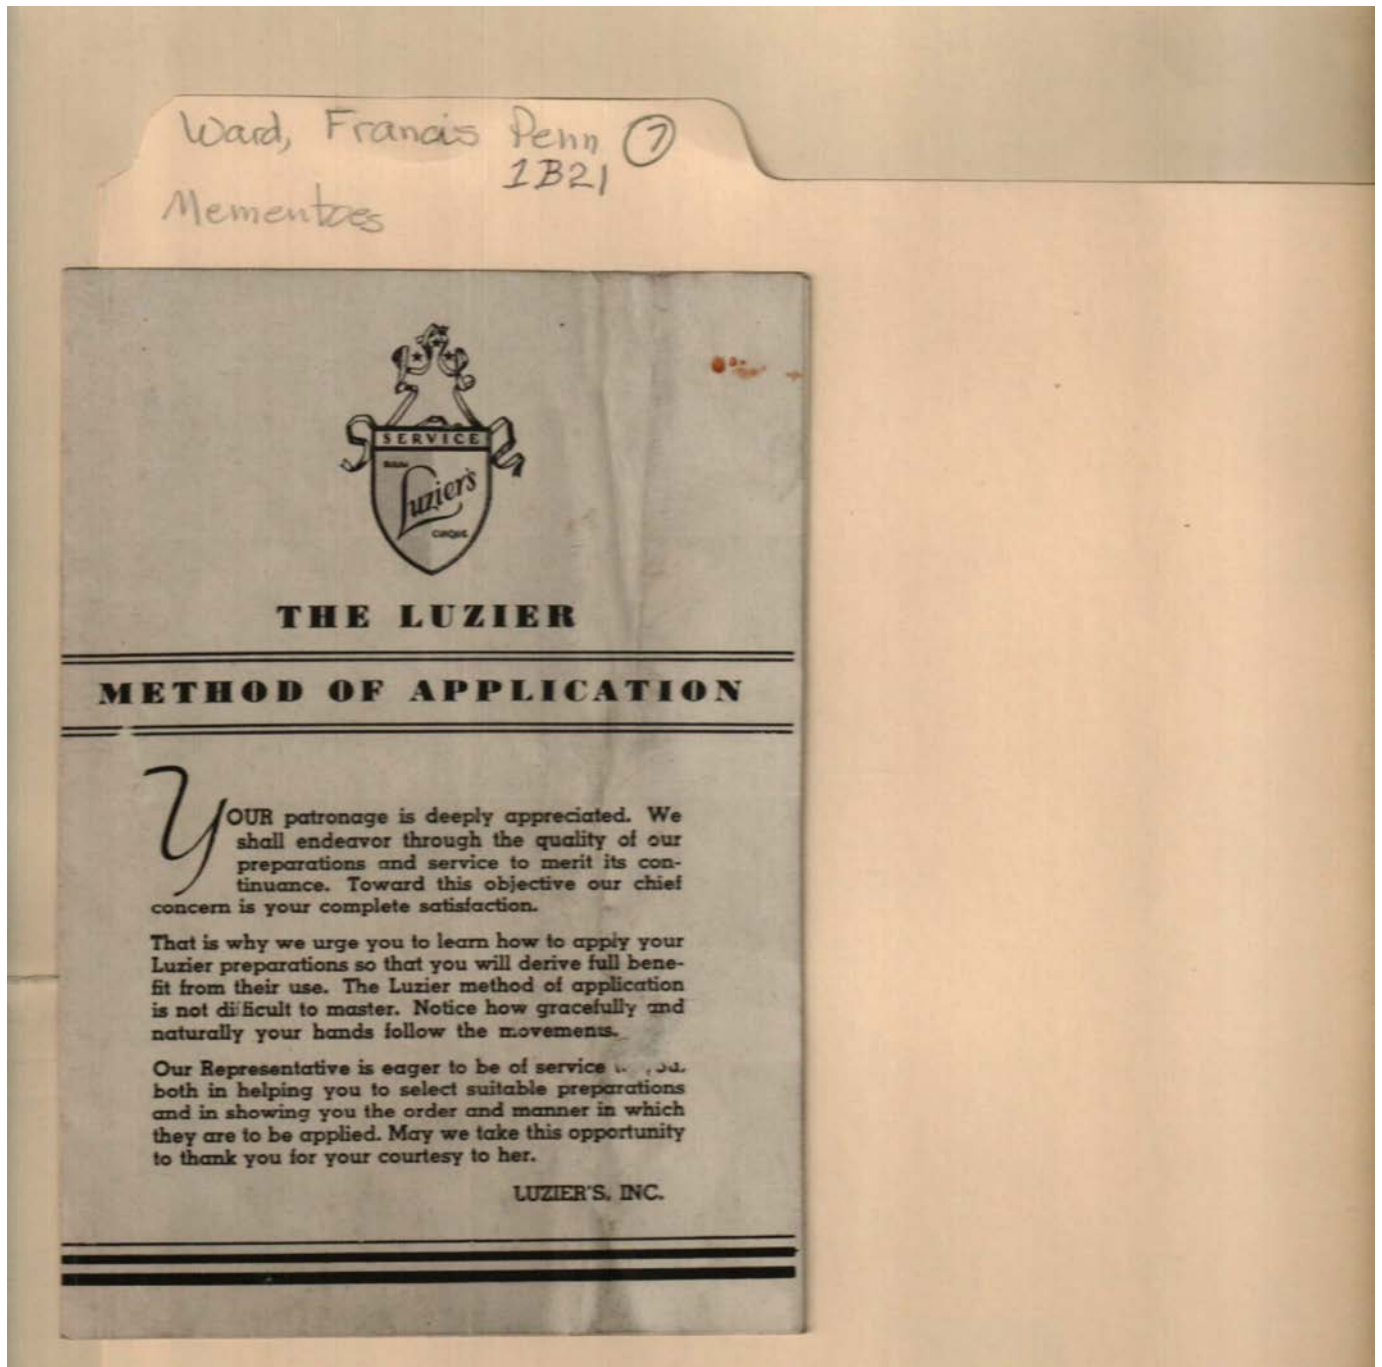 Ward, Francis Penn 7
1B21
Mementoes
SERVICE
Luzier's
CINQUE
THE LUZIER
METHOD OF APPLICATION
YOUR patronage is deeply appreciated. We
shall endeavor through the quality of our
preparations and service to merit its con-
tinuance. Toward this objective our chief
concern is your complete satisfaction.
That is why we urge you to learn how to apply your
Luzier preparations so that you will derive full bene-
fit from their use. The Luzier method of application
is not difficult to master. Notice how gracefully and
naturally your hands follow the movements.
Our Representative is eager to be of service
both in helping you to select suitable preparations
and in showing you the order and manner in which
they are to be applied. May we take this opportunity
to thank you for your courtesy to her.
LUZIER'S, INC.